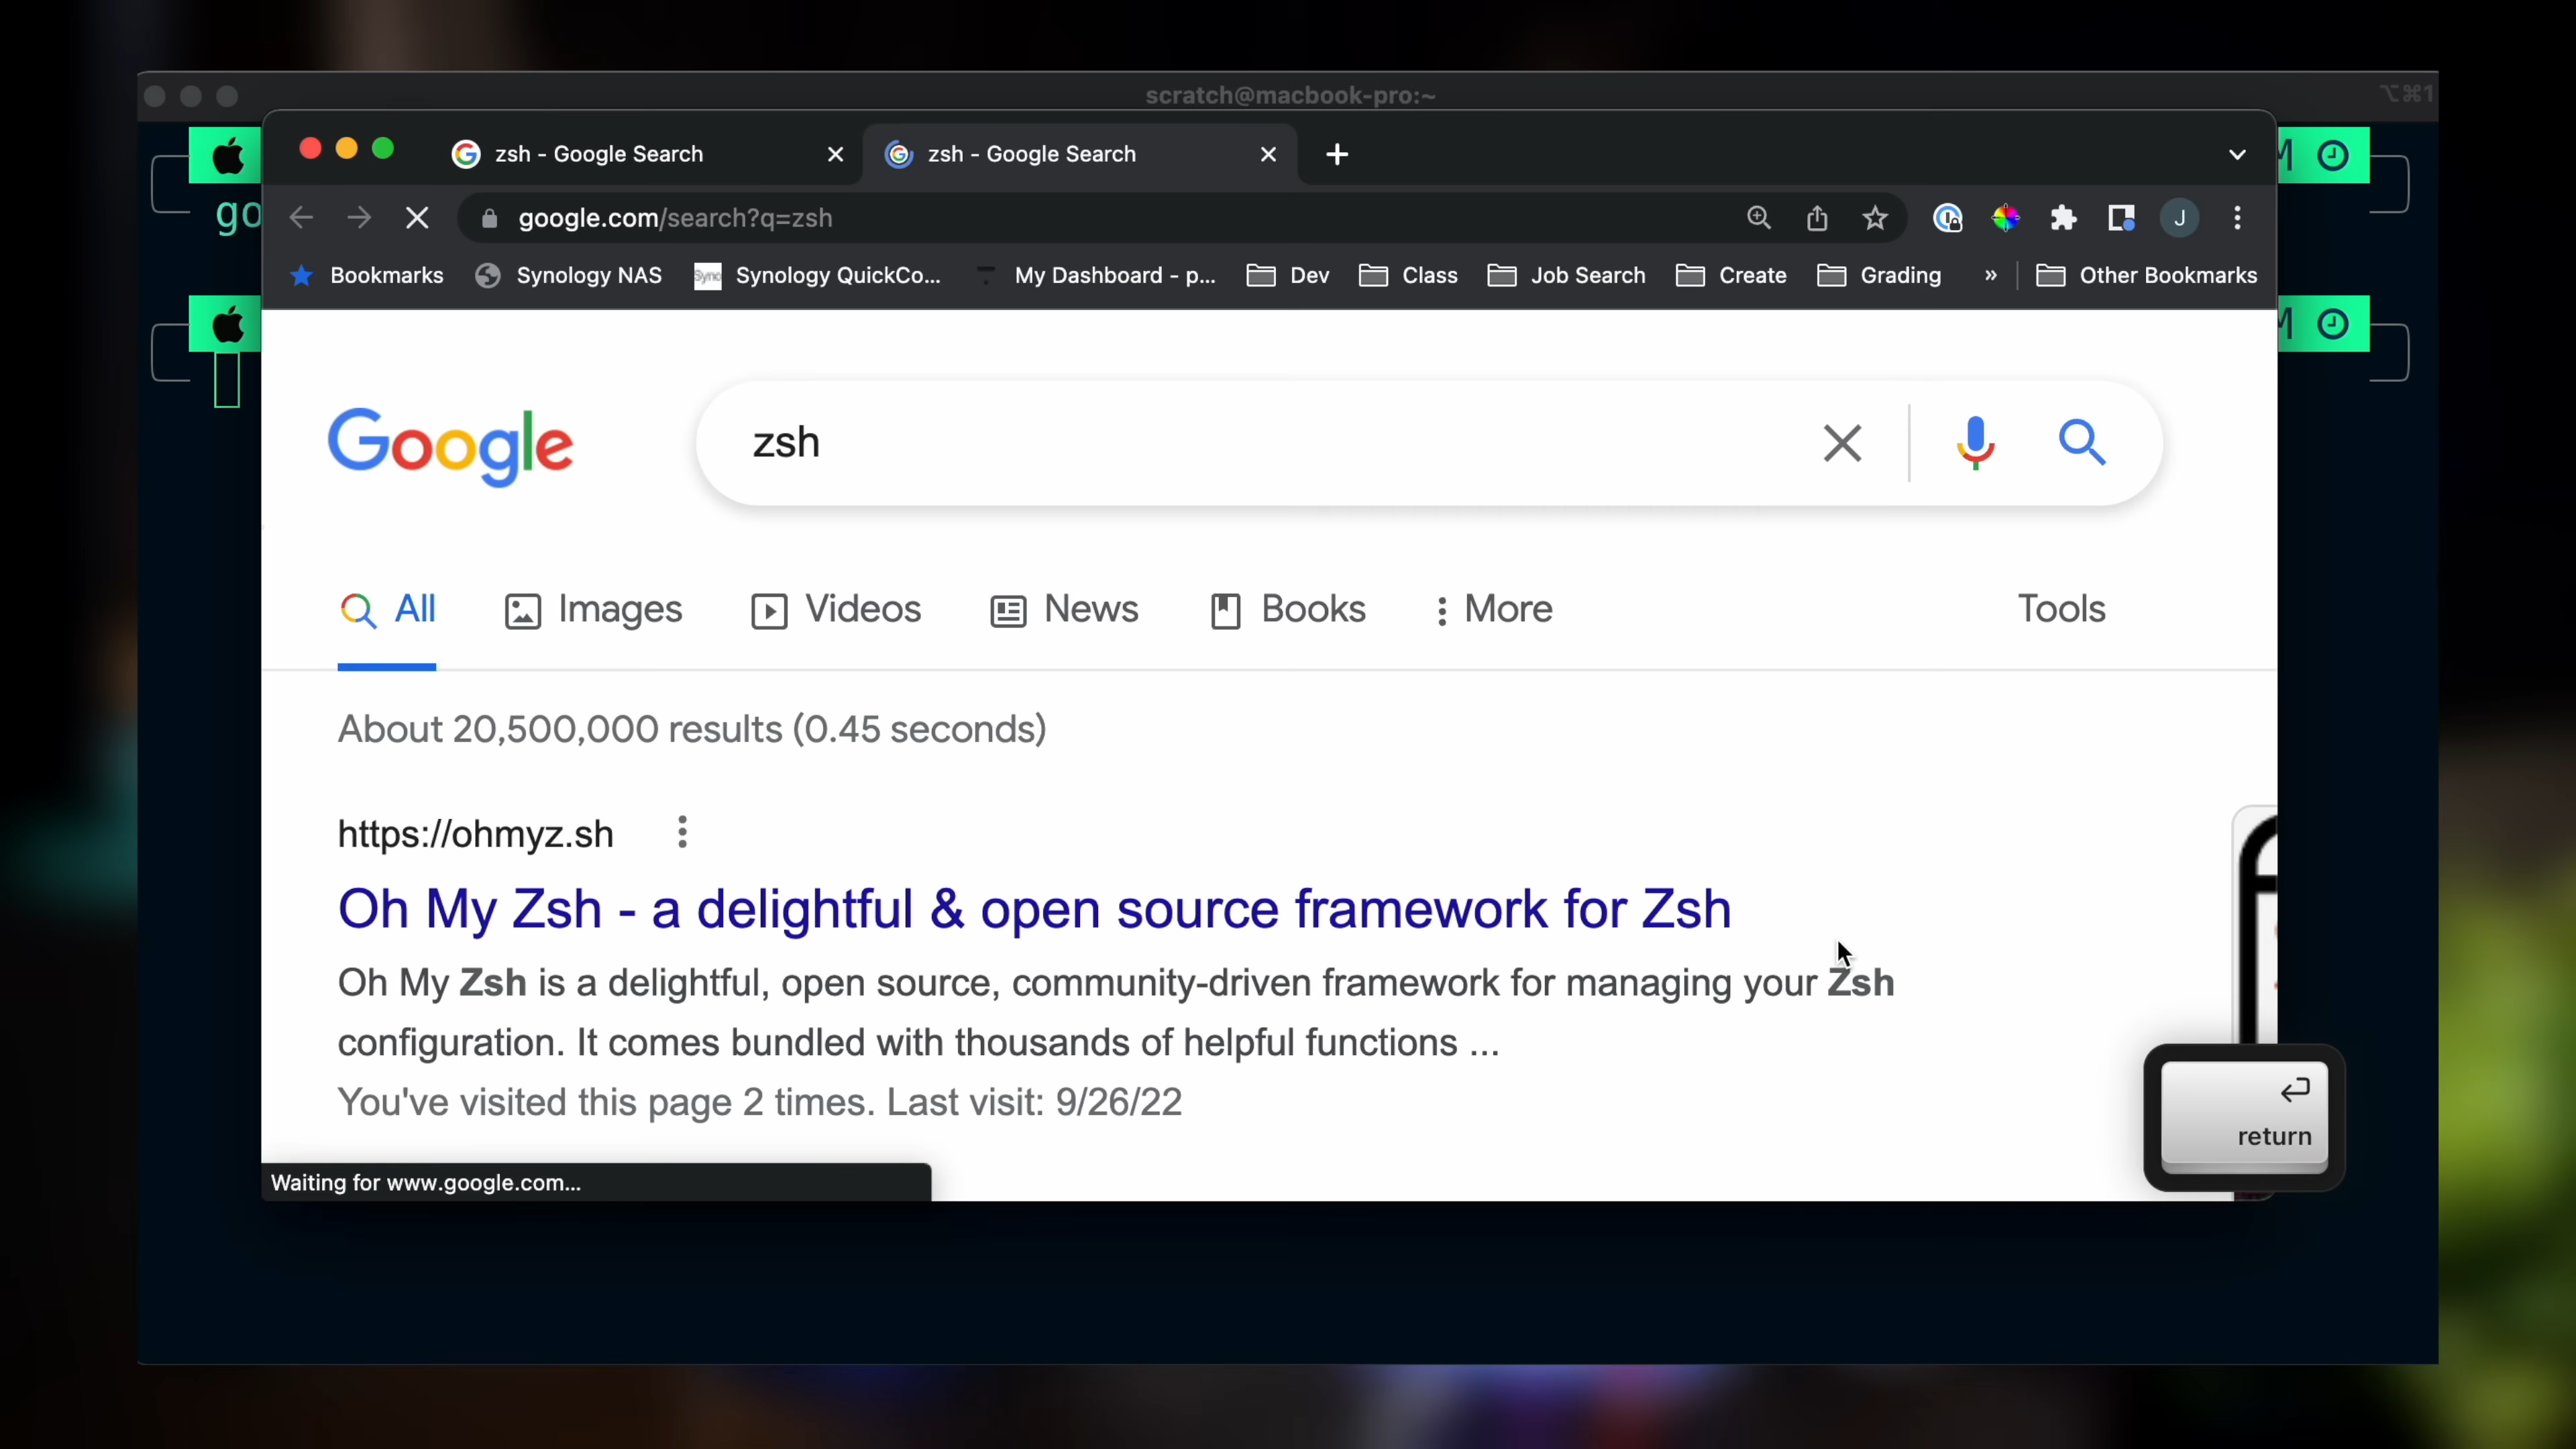 scratch@macbook-pro:~
⌥⌘1
zsh - Google Search
zsh - Google Search
google.com/search?q=zsh
J
Bookmarks
Synology NAS
Synology QuickCo...
My Dashboard - p...
Dev
Class
Job Search
Create
Grading
»
Other Bookmarks
go
Google
zsh
All
Images
Videos
News
Books
More
Tools
About 20,500,000 results (0.45 seconds)
https://ohmyz.sh
Oh My Zsh - a delightful & open source framework for Zsh
Oh My Zsh is a delightful, open source, community-driven framework for managing your Zsh
configuration. It comes bundled with thousands of helpful functions ...
You've visited this page 2 times. Last visit: 9/26/22
return
Waiting for www.google.com...